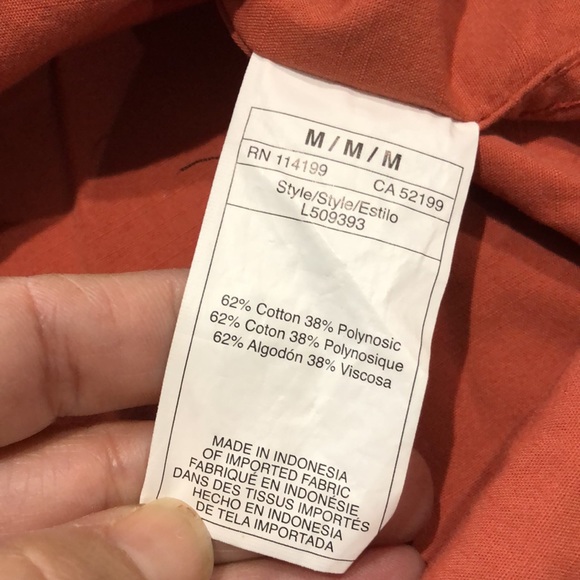 M / M / M
RN 114199 CA 52199
Style/Style/Estilo
L509393
62% Cotton 38% Polynosic
62% Coton 38% Polynosique
62% Algodón 38% Viscosa
MADE IN INDONESIA
OF IMPORTED FABRIC
FABRIQUÉ EN INDONÉSIE
DANS DES TISSUS IMPORTÉS
HECHO EN INDONESIA
DE TELA IMPORTADA